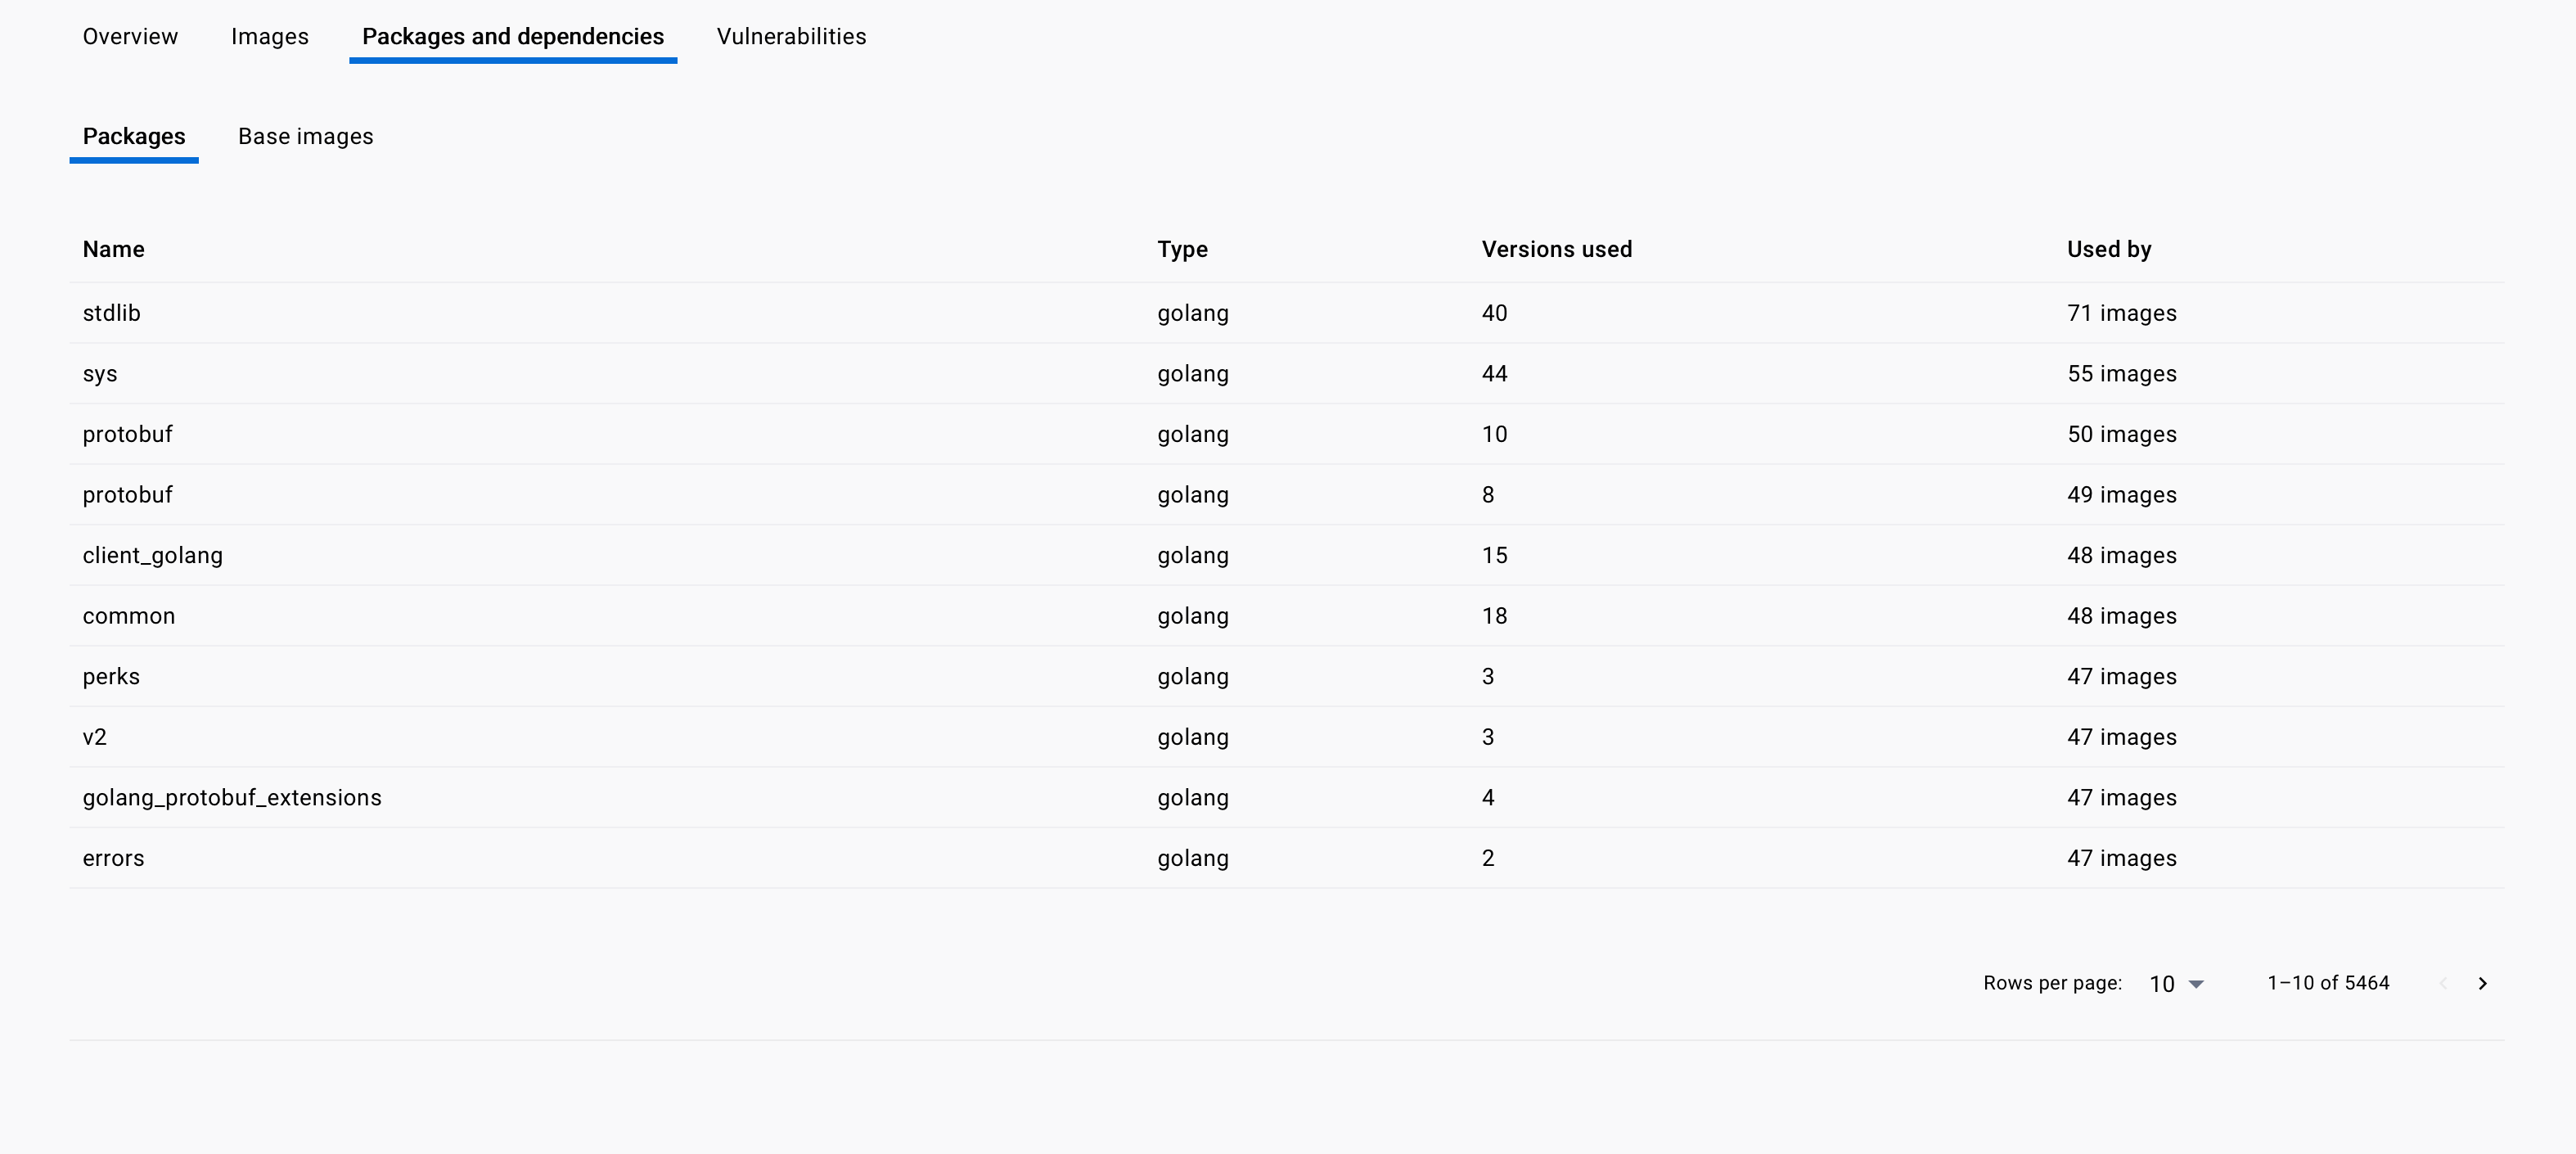 Overview Images Packages and dependencies Vulnerabilities
Packages Base images
Name Type Versions used Used by
stdlib golang 40 71 images
sys golang 44 55 images
protobuf golang 10 50 images
protobuf golang 8 49 images
client_golang golang 15 48 images
common golang 18 48 images
perks golang 3 47 images
v2 golang 3 47 images
golang_protobuf_extensions golang 4 47 images
errors golang 2 47 images
Rows per page: 10 1–10 of 5464